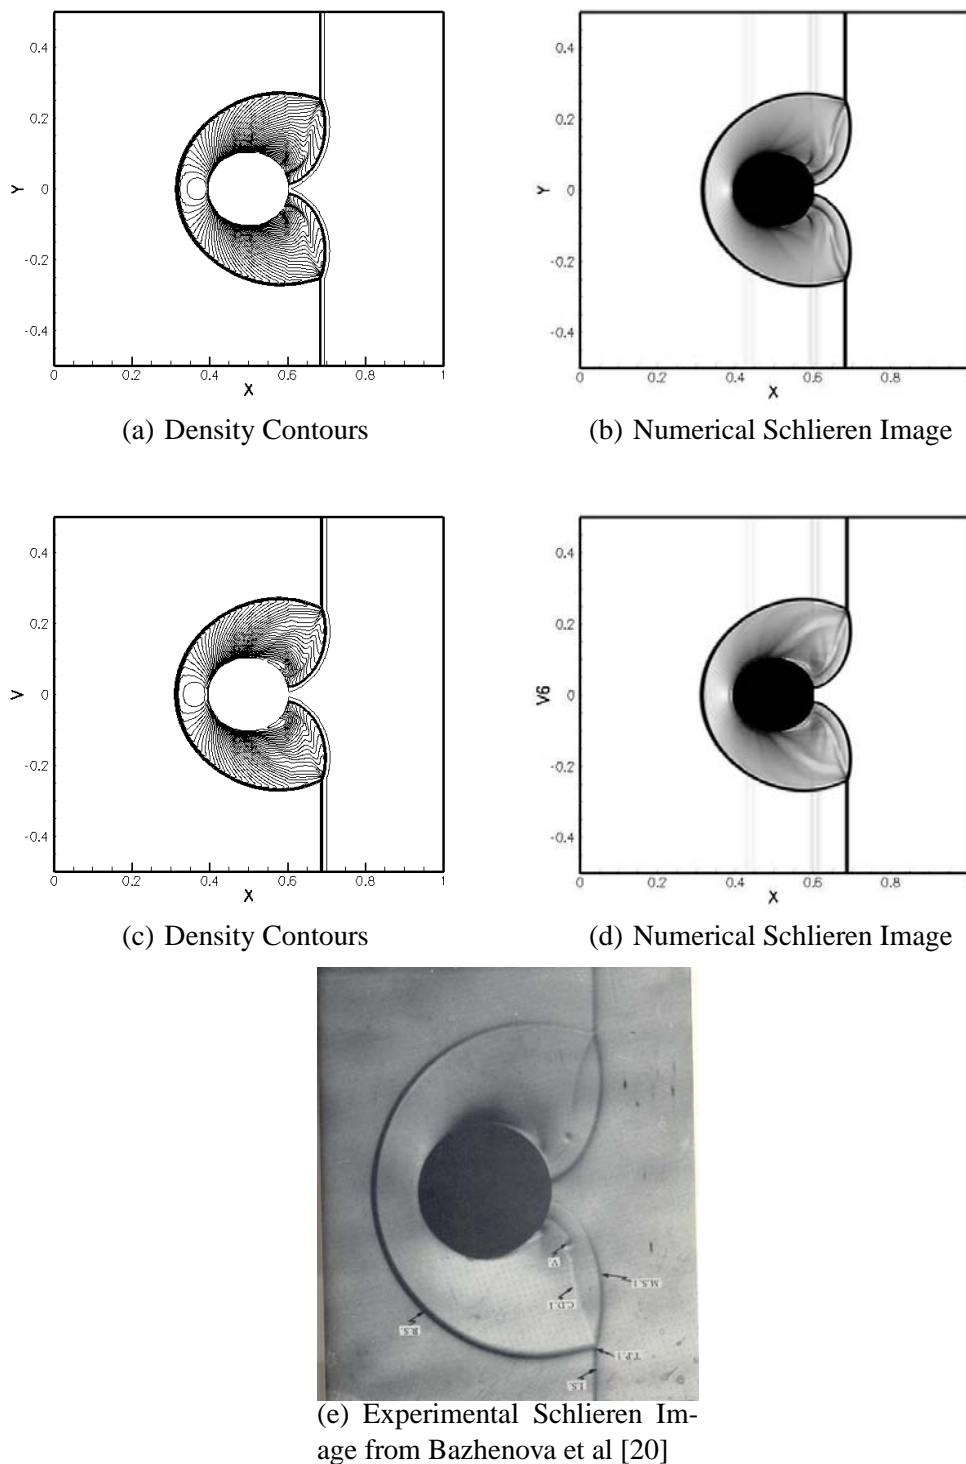 0.4
0.2
Y
0
-0.2
-0.4
0
0.2
0.4
0.6
0.8
1
X
(a) Density Contours
0.4
0.2
Y
0
-0.2
-0.4
0
0.2
0.4
0.6
0.8
X
(b) Numerical Schlieren Image
0.4
0.2
V
0
-0.2
-0.4
0
0.2
0.4
0.6
0.8
1
X
(c) Density Contours
0.4
0.2
V6
0
-0.2
-0.4
0
0.2
0.4
0.6
0.8
X
(d) Numerical Schlieren Image
V.
M.S.1
C.D.1
R.S.
T.P.1
I.S.
(e) Experimental Schlieren Im-
age from Bazhenova et al [20]